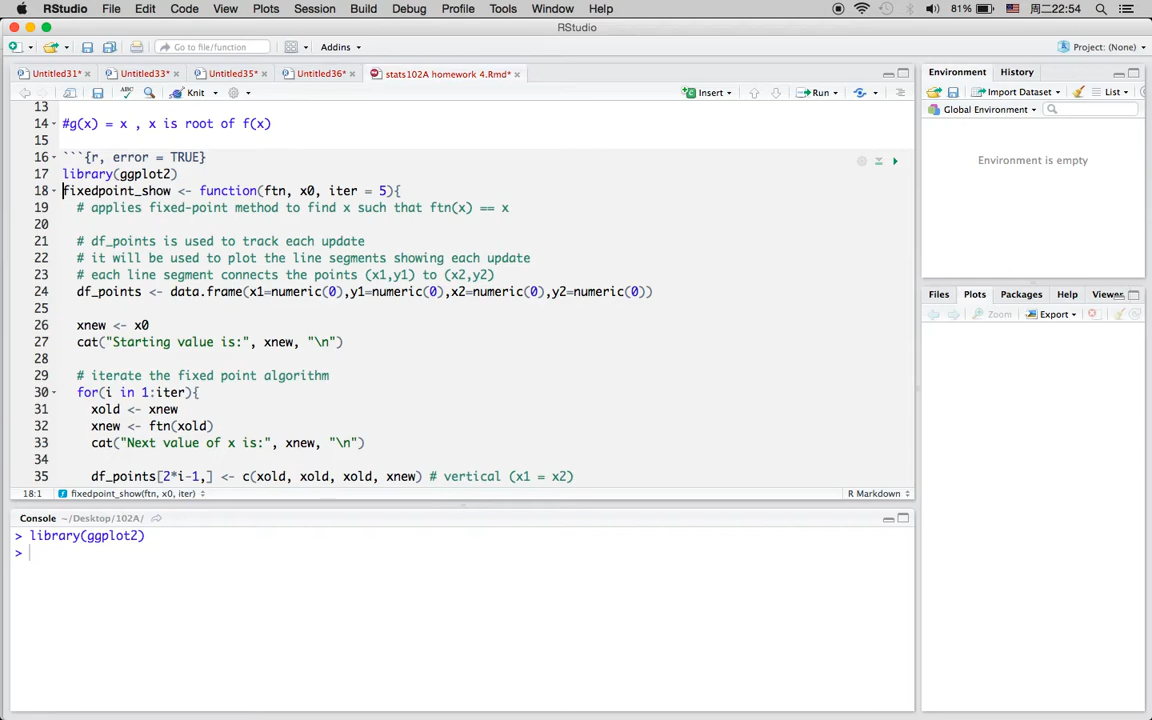 RStudio File Edit Code View Plots Session Build Debug Profile Tools Window Help 81% 周二22:54
RStudio
Go to file/function Addins Project: (None)
Untitled31* Untitled33* Untitled35* Untitled36* stats102A homework 4.Rmd*
Knit Insert Run
13
14 #g(x) = x , x is root of f(x)
15
16 ```{r, error = TRUE}
17 library(ggplot2)
18 fixedpoint_show <- function(ftn, x0, iter = 5){
19 # applies fixed-point method to find x such that ftn(x) == x
20
21 # df_points is used to track each update
22 # it will be used to plot the line segments showing each update
23 # each line segment connects the points (x1,y1) to (x2,y2)
24 df_points <- data.frame(x1=numeric(0),y1=numeric(0),x2=numeric(0),y2=numeric(0))
25
26 xnew <- x0
27 cat("Starting value is:", xnew, "\n")
28
29 # iterate the fixed point algorithm
30 for(i in 1:iter){
31 xold <- xnew
32 xnew <- ftn(xold)
33 cat("Next value of x is:", xnew, "\n")
34
35 df_points[2*i-1,] <- c(xold, xold, xold, xnew) # vertical (x1 = x2)
18:1 fixedpoint_show(ftn, x0, iter) R Markdown
Console ~/Desktop/102A/
> library(ggplot2)
>
Environment History
Import Dataset List
Global Environment
Environment is empty
Files Plots Packages Help Viewer
Zoom Export